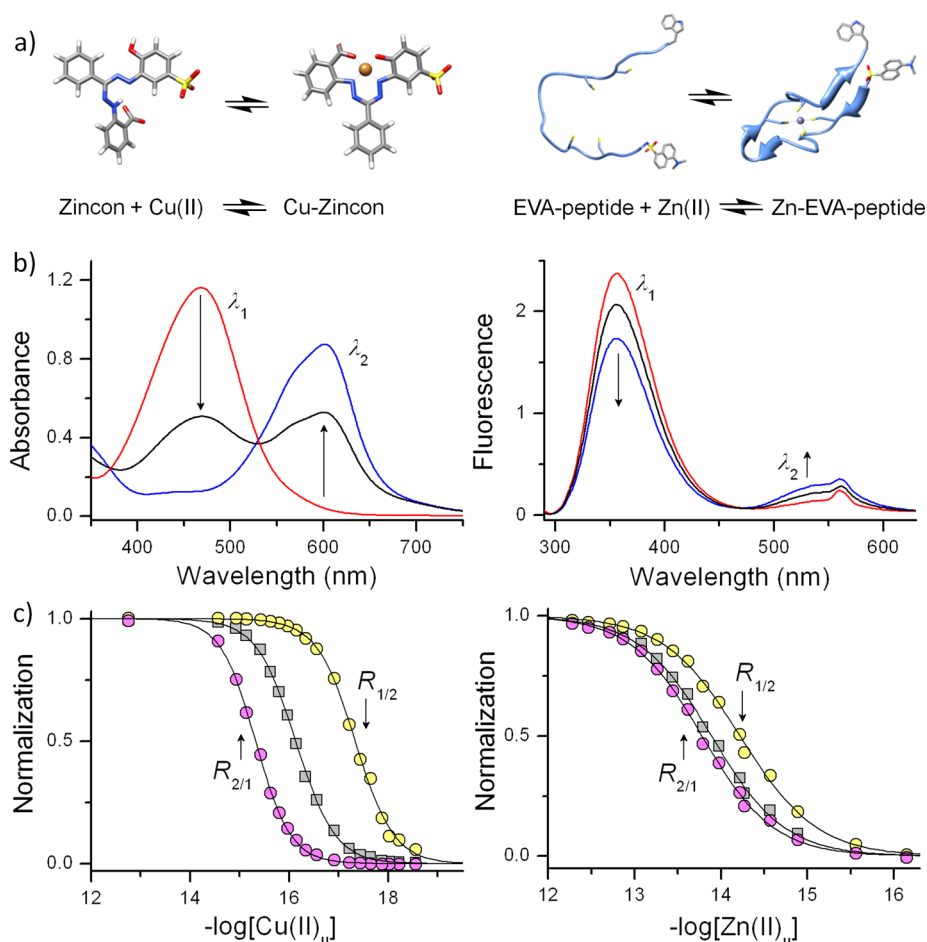 a)
Zincon + Cu(II) ⇌ Cu-Zincon
EVA-peptide + Zn(II) ⇌ Zn-EVA-peptide
b)
Absorbance
1.2
0.8
0.4
0.0
λ1
λ2
400 500 600 700
Wavelength (nm)
Fluorescence
2
1
0
λ1
λ2
300 400 500 600
Wavelength (nm)
c)
Normalization
1.0
0.5
0.0
R1/2
R2/1
12 14 16 18
-log[Cu(II)
Normalization
1.0
0.5
0.0
R1/2
R2/1
12 13 14 15 16
-log[Zn(II)